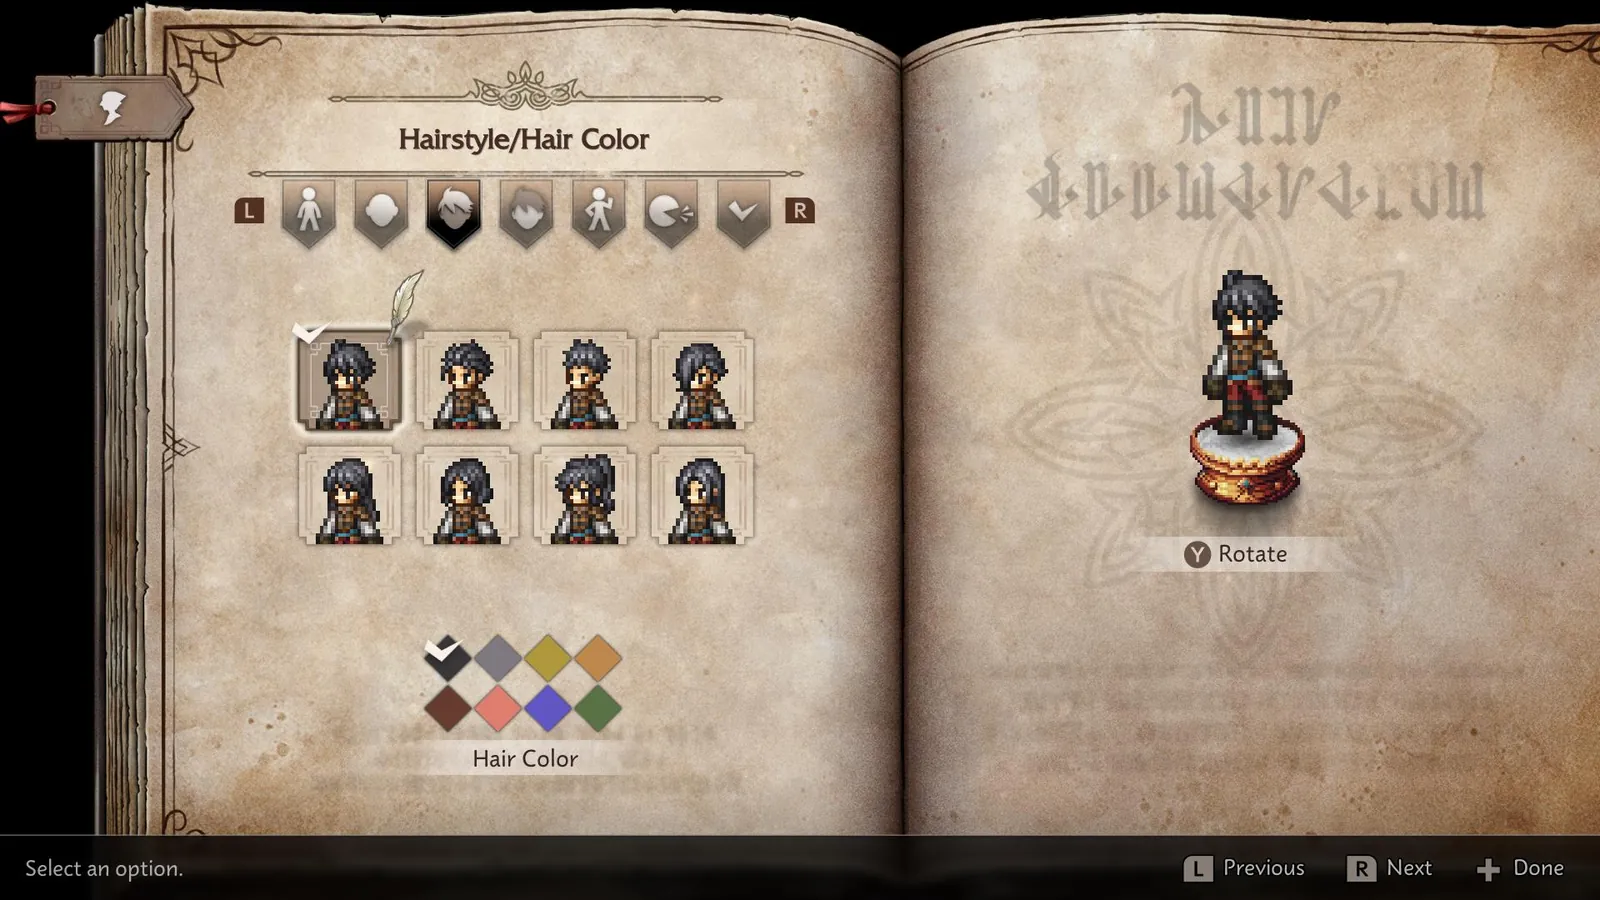 Hairstyle/Hair Color
L
R
Y Rotate
Hair Color
Select an option.
L Previous
R Next
+ Done